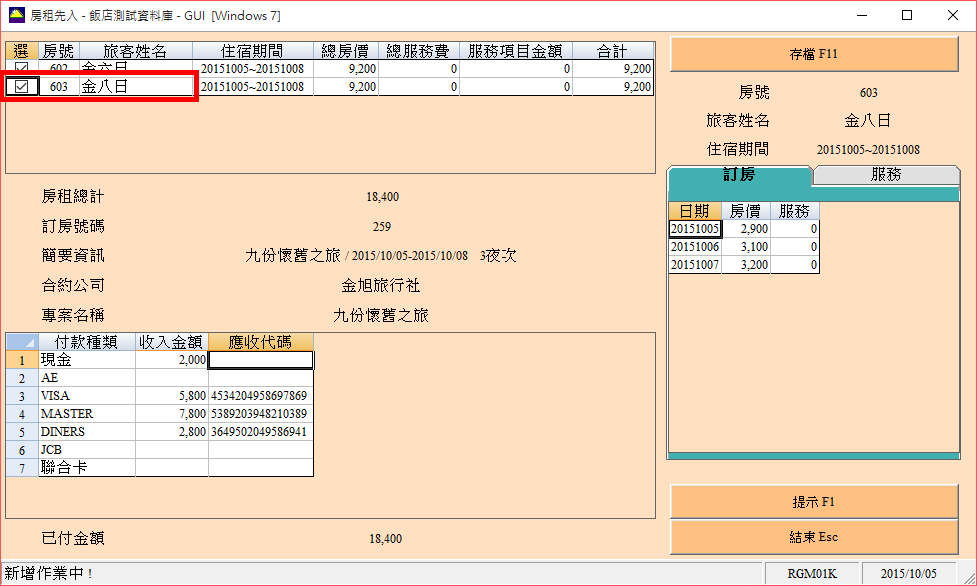 房租先入 - 飯店測試資料庫 - GUI [Windows 7]
選 房號 旅客姓名 住宿期間 總房價 總服務費 服務項目金額 合計
602 金六日 20151005~20151008 9,200 0 0 9,200
603 金八日 20151005~20151008 9,200 0 0 9,200
房租總計 18,400
訂房號碼 259
簡要資訊 九份懷舊之旅 / 2015/10/05-2015/10/08 3夜次
合約公司 金旭旅行社
專案名稱 九份懷舊之旅
付款種類 收入金額 應收代碼
1 現金 2,000
2 AE
3 VISA 5,800 4534204958697869
4 MASTER 7,800 5389203948210389
5 DINERS 2,800 3649502049586941
6 JCB
7 聯合卡
已付金額 18,400
存檔 F11
房號 603
旅客姓名 金八日
住宿期間 20151005~20151008
訂房 服務
日期 房價 服務
20151005 2,900 0
20151006 3,100 0
20151007 3,200 0
提示 F1
結束 Esc
新增作業中 ! RGM01K 2015/10/05